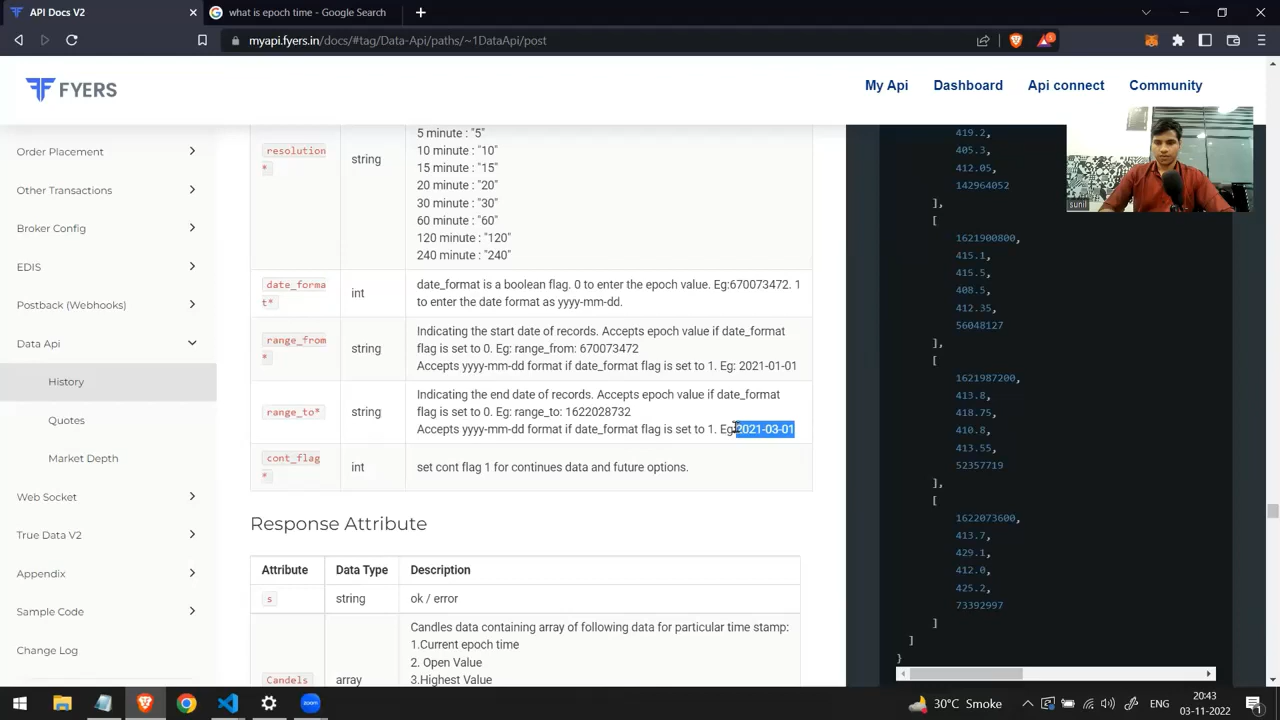 API Docs V2
what is epoch time - Google Search
myapi.fyers.in/docs/#tag/Data-Api/paths/~1DataApi/post
5
FYERS
My Api
Dashboard
Api connect
Community
Order Placement
Other Transactions
Broker Config
EDIS
Postback (Webhooks)
Data Api
History
Quotes
Market Depth
Web Socket
True Data V2
Appendix
Sample Code
Change Log
resolution
*
string
5 minute : "5"
10 minute : "10"
15 minute : "15"
20 minute : "20"
30 minute : "30"
60 minute : "60"
120 minute : "120"
240 minute : "240"
date_forma
t*
int
date_format is a boolean flag. 0 to enter the epoch value. Eg:670073472. 1
to enter the date format as yyyy-mm-dd.
range_from
*
string
Indicating the start date of records. Accepts epoch value if date_format
flag is set to 0. Eg: range_from: 670073472
Accepts yyyy-mm-dd format if date_format flag is set to 1. Eg: 2021-01-01
range_to*
string
Indicating the end date of records. Accepts epoch value if date_format
flag is set to 0. Eg: range_to: 1622028732
Accepts yyyy-mm-dd format if date_format flag is set to 1. Eg:2021-03-01
cont_flag
*
int
set cont flag 1 for continues data and future options.
Response Attribute
Attribute
Data Type
Description
s
string
ok / error
Candels
array
Candles data containing array of following data for particular time stamp:
1.Current epoch time
2. Open Value
3.Highest Value
419.2,
405.3,
412.05,
142964052
],
[
1621900800,
415.1,
415.5,
408.5,
412.35,
56048127
],
[
1621987200,
413.8,
418.75,
410.8,
413.55,
52357719
],
[
1622073600,
413.7,
429.1,
412.0,
425.2,
73392997
]
]
}
sunil
zoom
30°C Smoke
ENG
20:43
03-11-2022
1